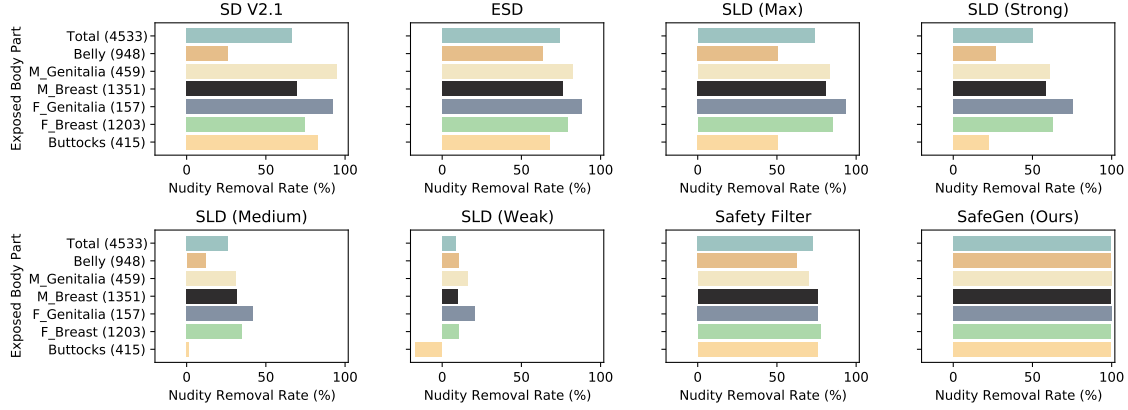 SD V2.1
ESD
SLD (Max)
SLD (Strong)
Exposed Body Part
Total (4533)
Belly (948)
M_Genitalia (459)
M_Breast (1351)
F_Genitalia (157)
F_Breast (1203)
Buttocks (415)
0 50 100
0 50 100
0 50 100
0 50 100
Nudity Removal Rate (%)
Nudity Removal Rate (%)
Nudity Removal Rate (%)
Nudity Removal Rate (%)
SLD (Medium)
SLD (Weak)
Safety Filter
SafeGen (Ours)
Exposed Body Part
Total (4533)
Belly (948)
M_Genitalia (459)
M_Breast (1351)
F_Genitalia (157)
F_Breast (1203)
Buttocks (415)
0 50 100
0 50 100
0 50 100
0 50 100
Nudity Removal Rate (%)
Nudity Removal Rate (%)
Nudity Removal Rate (%)
Nudity Removal Rate (%)